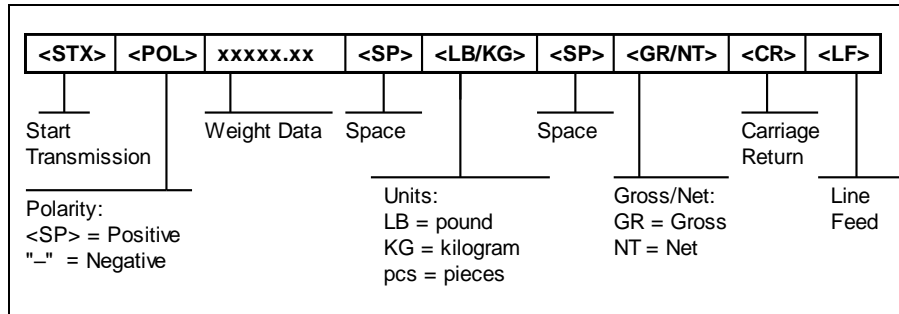 <STX> <POL> xxxxx.xx <SP> <LB/KG> <SP> <GR/NT> <CR> <LF>
Start
Transmission
Weight Data
Space
Space
Carriage
Return
Polarity:
<SP> = Positive
"–" = Negative
Units:
LB = pound
KG = kilogram
pcs = pieces
Gross/Net:
GR = Gross
NT = Net
Line
Feed